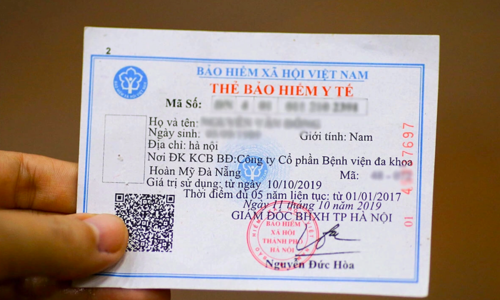 2
BẢO HIỂM XÃ HỘI VIỆT NAM
THẺ BẢO HIỂM Y TẾ
Mã Số:
Họ và tên:
Ngày sinh: Giới tính: Nam
Địa chỉ: hà nội
Nơi ĐK KCB BĐ:Công ty Cổ phần Bệnh viện đa khoa
Hoàn Mỹ Đà Nẵng Mã:
Giá trị sử dụng: từ ngày 10/10/2019
Thời điểm đủ 05 năm liên tục: từ 01/01/2017
Ngày 11 tháng 10 năm 2019
GIÁM ĐỐC BHXH TP HÀ NỘI
BẢO HIỂM
XÃ HỘI
THÀNH PHỐ
HÀ NỘI
Nguyễn Đức Hòa